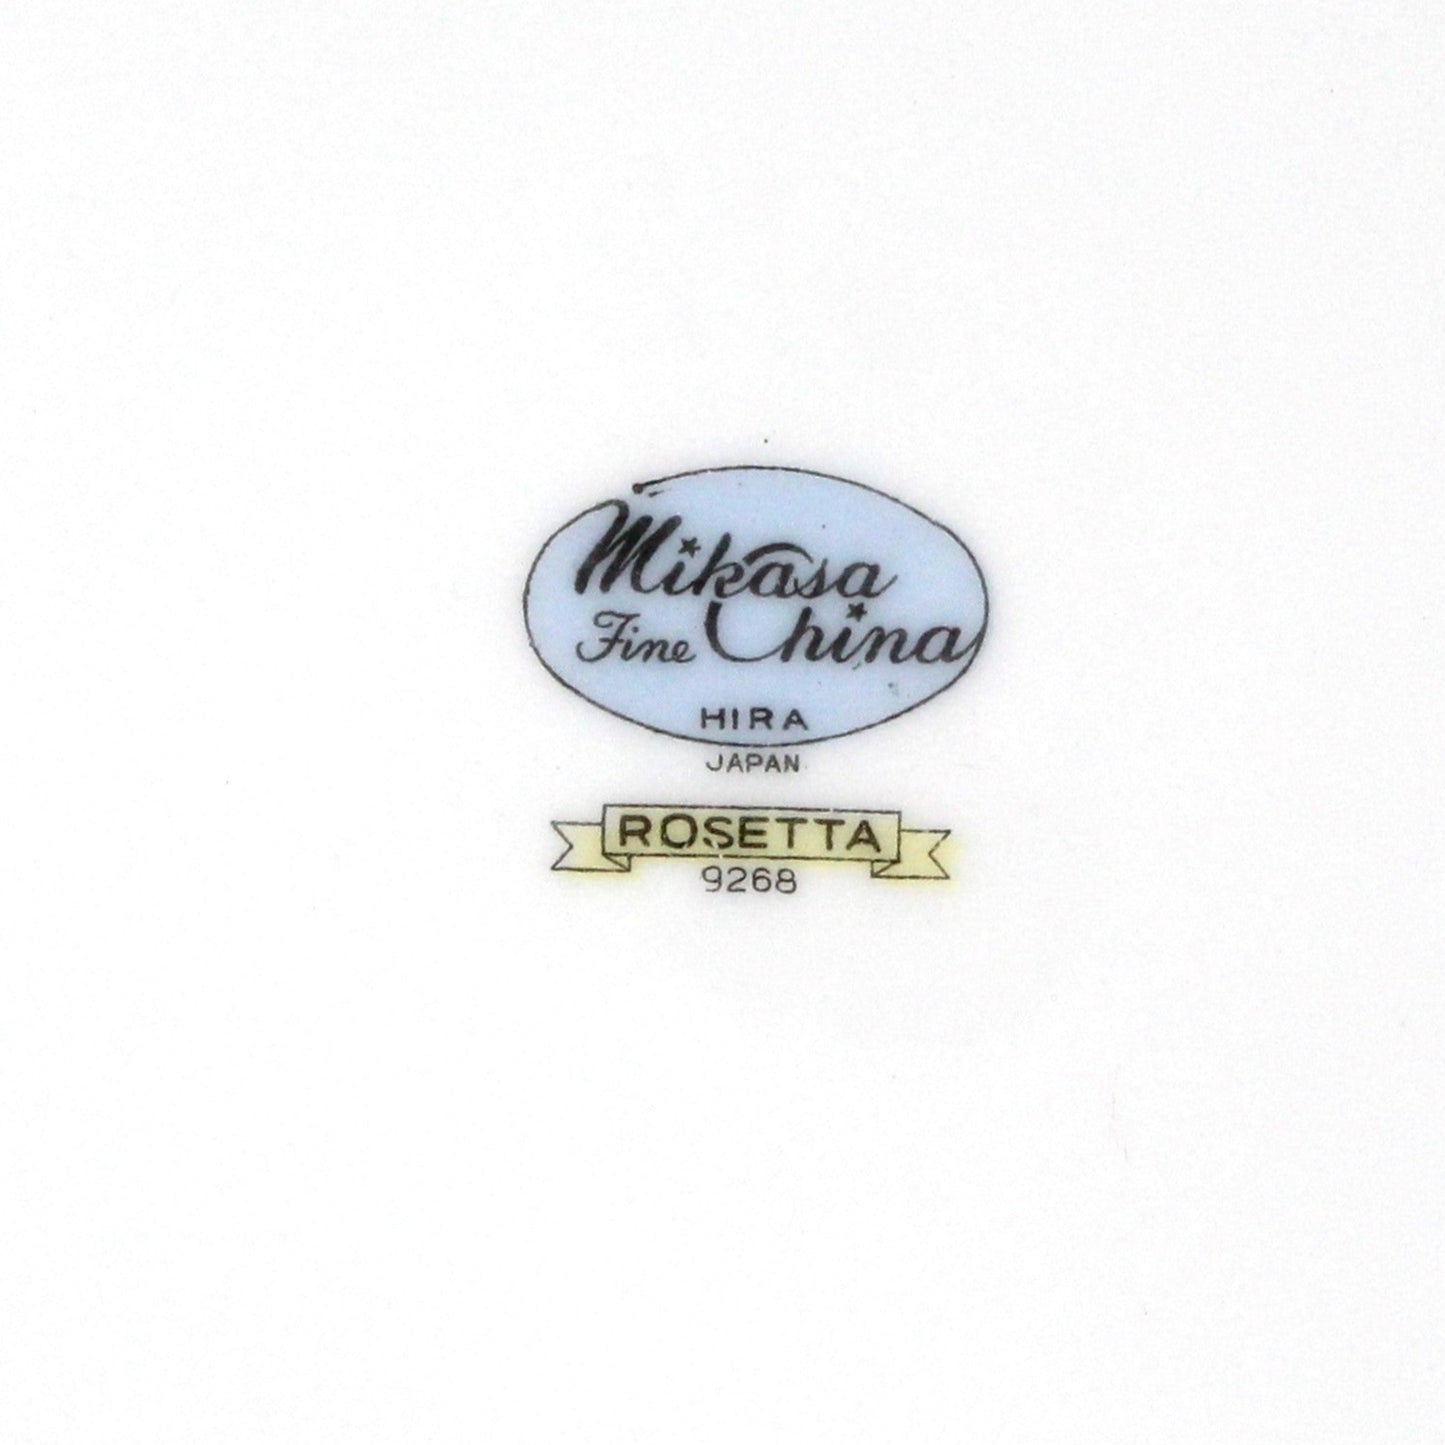 Mikasa
Fine China
HIRA
JAPAN
ROSETTA
9268